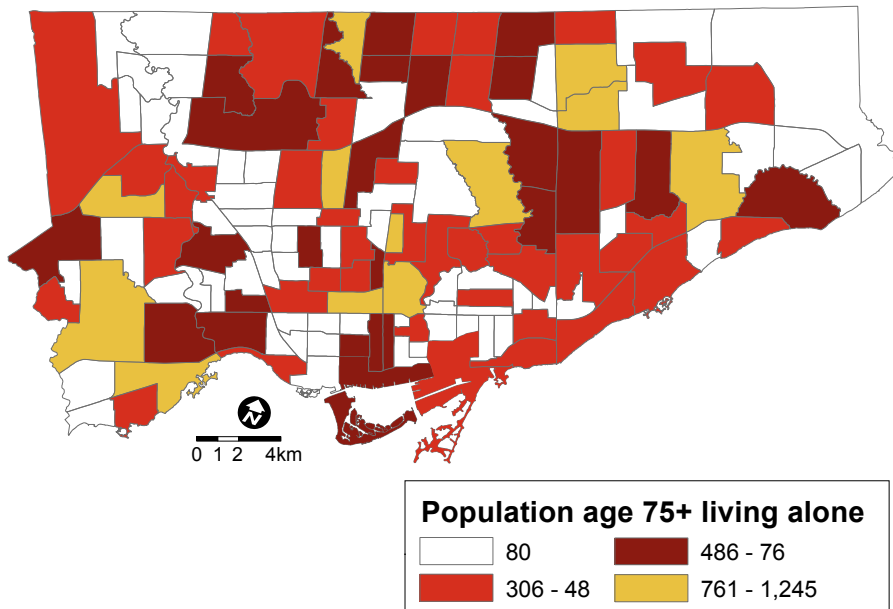 N
0 1 2 4km
Population age 75+ living alone
80 486 - 76
306 - 48 761 - 1,245